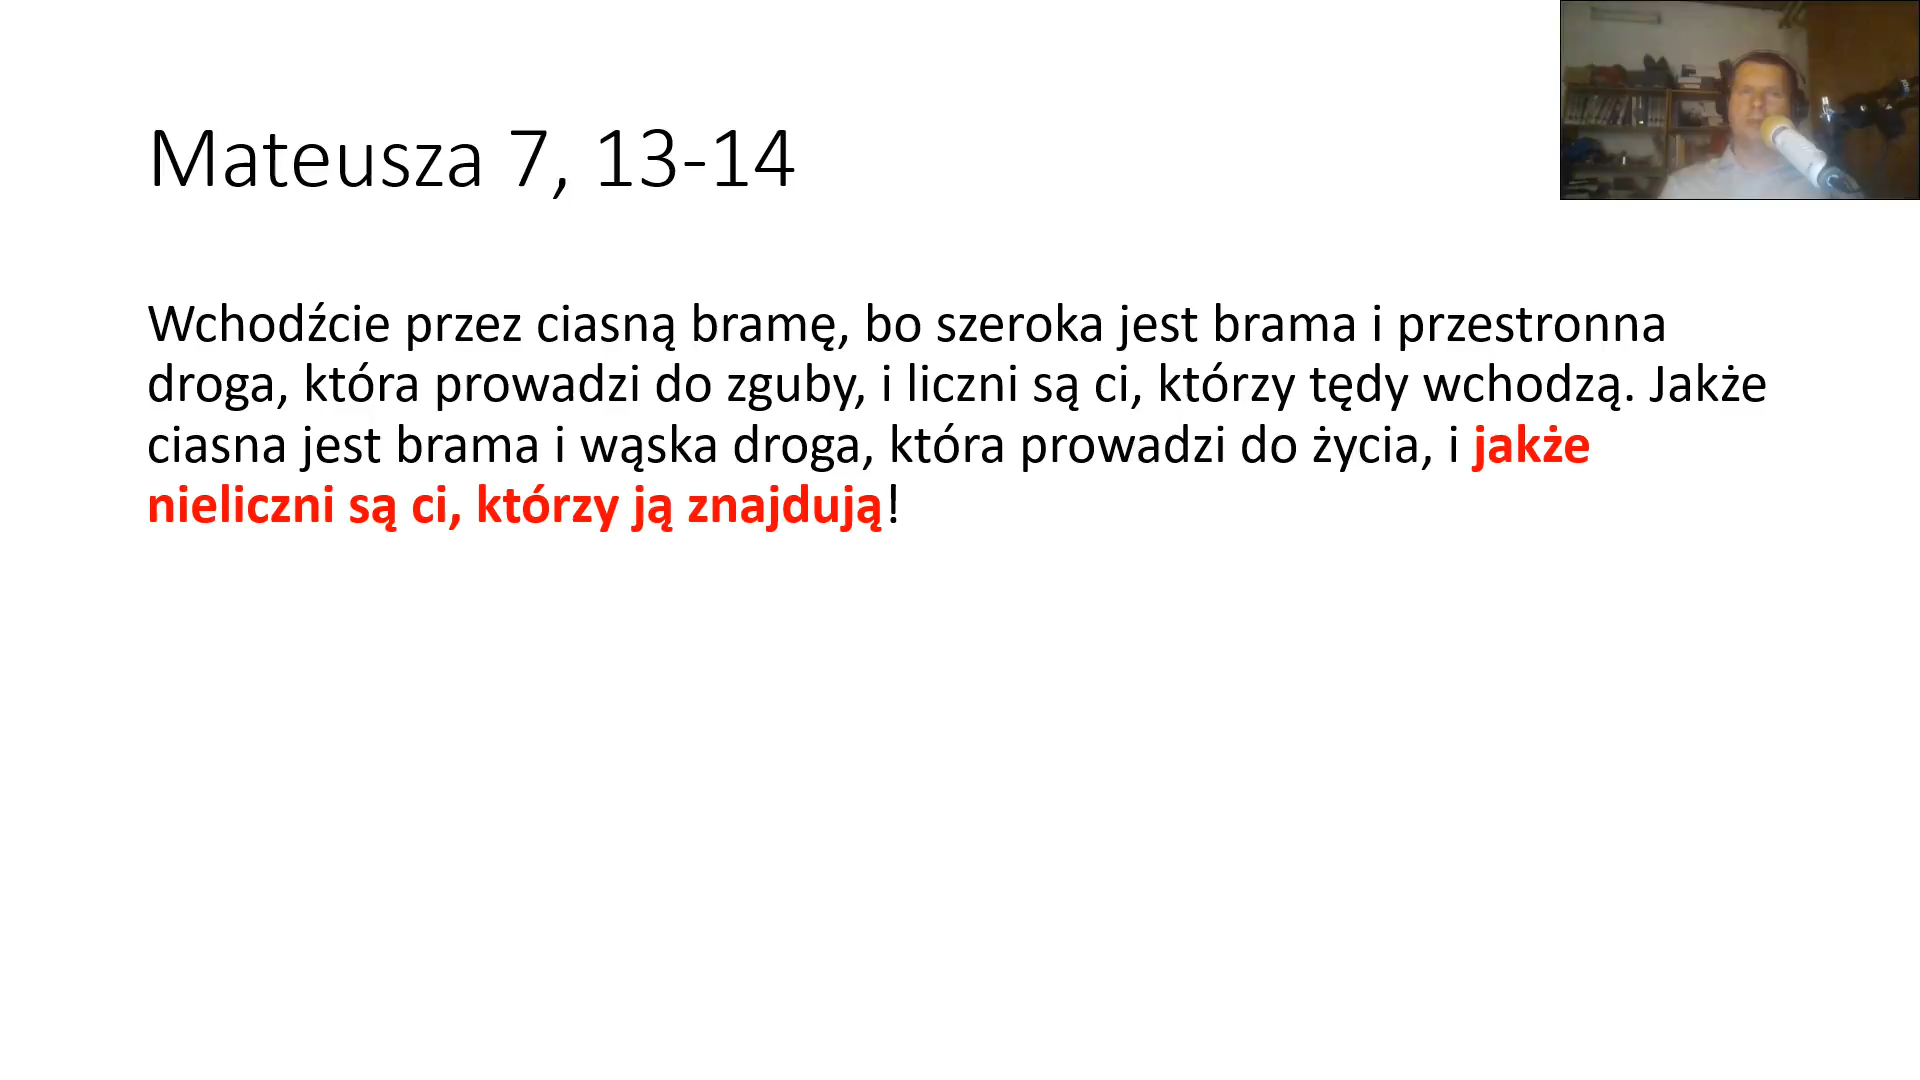 Mateusza 7, 13-14
Wchodźcie przez ciasną bramę, bo szeroka jest brama i przestronna
droga, która prowadzi do zguby, i liczni są ci, którzy tędy wchodzą. Jakże
ciasna jest brama i wąska droga, która prowadzi do życia, i jakże
nieliczni są ci, którzy ją znajdują!